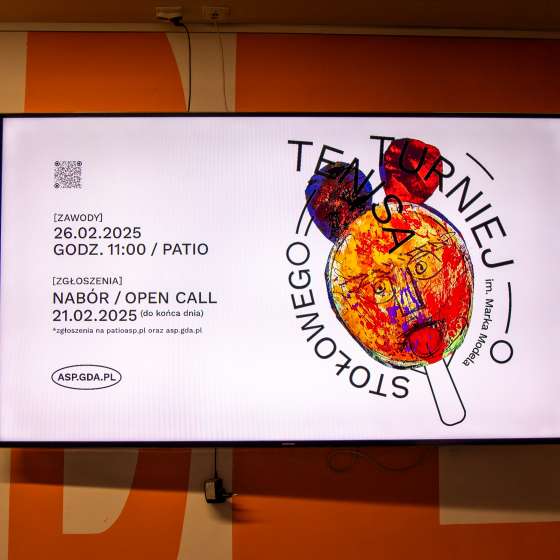 [ZAWODY]
26.02.2025
GODZ. 11:00 / PATIO
[ZGŁOSZENIA]
NABÓR / OPEN CALL
21.02.2025 (do końca dnia)
*zgłoszenia na patioasp.pl oraz asp.gda.pl
ASP.GDA.PL
TURNIEJ
TENISA
STOŁOWEGO
im. Marka Modela